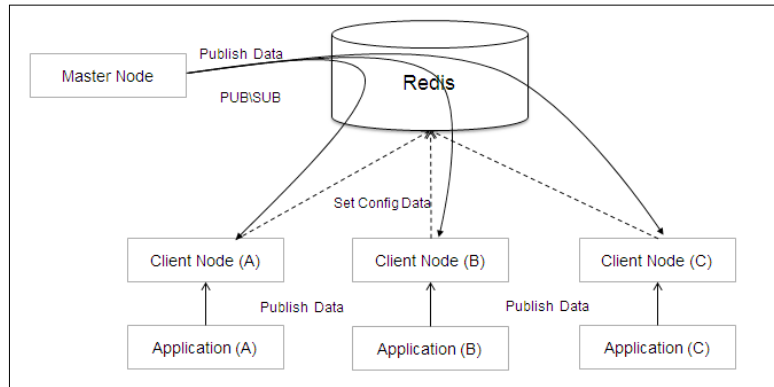 Publish Data
Master Node
Redis
PUB\SUB
Set Config Data
Client Node (A)
Client Node (B)
Client Node (C)
Publish Data
Publish Data
Application (A)
Application (B)
Application (C)